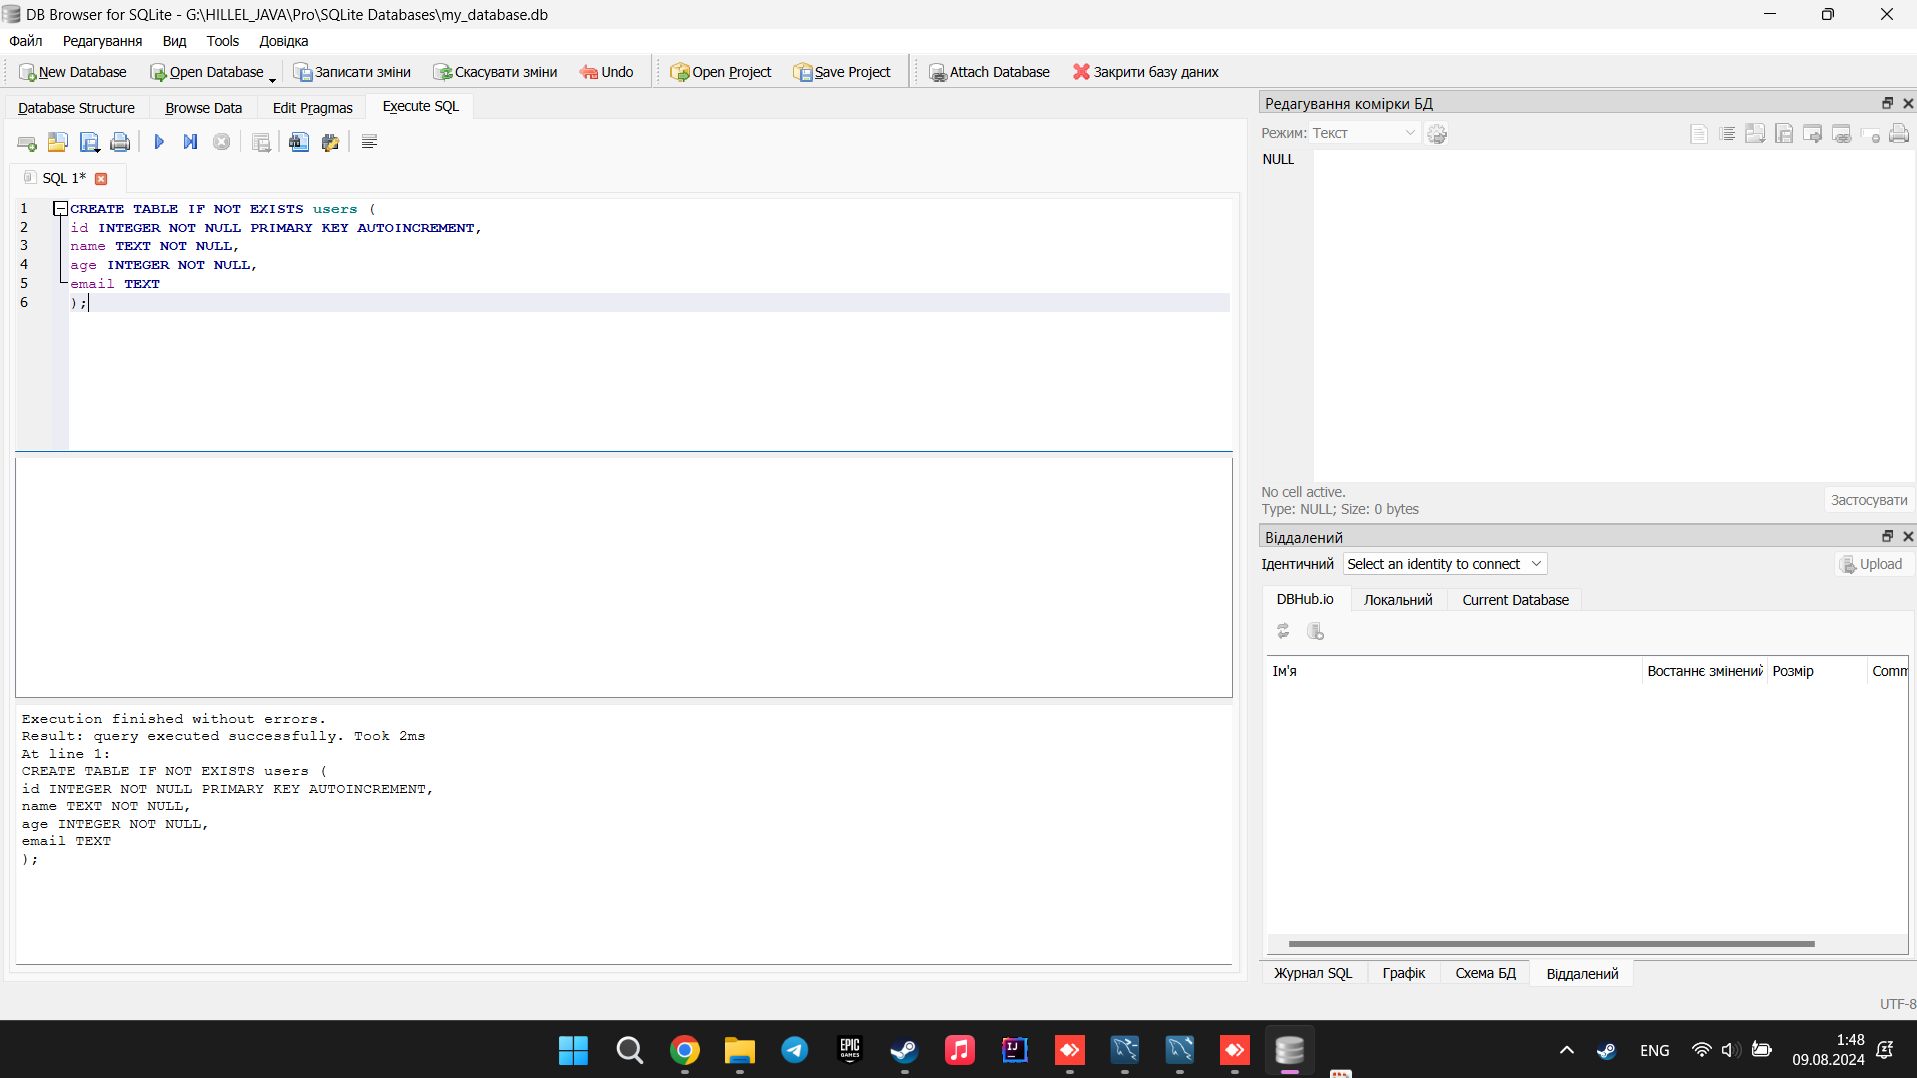 DB Browser for SQLite - G:\HILLEL_JAVA\Pro\SQLite Databases\my_database.db
Файл Редагування Вид Tools Довідка
New Database Open Database Записати зміни Скасувати зміни Undo Open Project Save Project Attach Database Закрити базу даних
Database Structure Browse Data Edit Pragmas Execute SQL
SQL 1*
1 CREATE TABLE IF NOT EXISTS users (
2 id INTEGER NOT NULL PRIMARY KEY AUTOINCREMENT,
3 name TEXT NOT NULL,
4 age INTEGER NOT NULL,
5 email TEXT
6 );
Execution finished without errors.
Result: query executed successfully. Took 2ms
At line 1:
CREATE TABLE IF NOT EXISTS users (
id INTEGER NOT NULL PRIMARY KEY AUTOINCREMENT,
name TEXT NOT NULL,
age INTEGER NOT NULL,
email TEXT
);
Редагування комірки БД
Режим: Текст
NULL
No cell active.
Type: NULL; Size: 0 bytes
Застосувати
Віддалений
Ідентичний Select an identity to connect Upload
DBHub.io Локальний Current Database
Ім'я Востаннє змінений Розмір Comm
Журнал SQL Графік Схема БД Віддалений
UTF-8
EPIC GAMES
IJ
ENG
1:48
09.08.2024